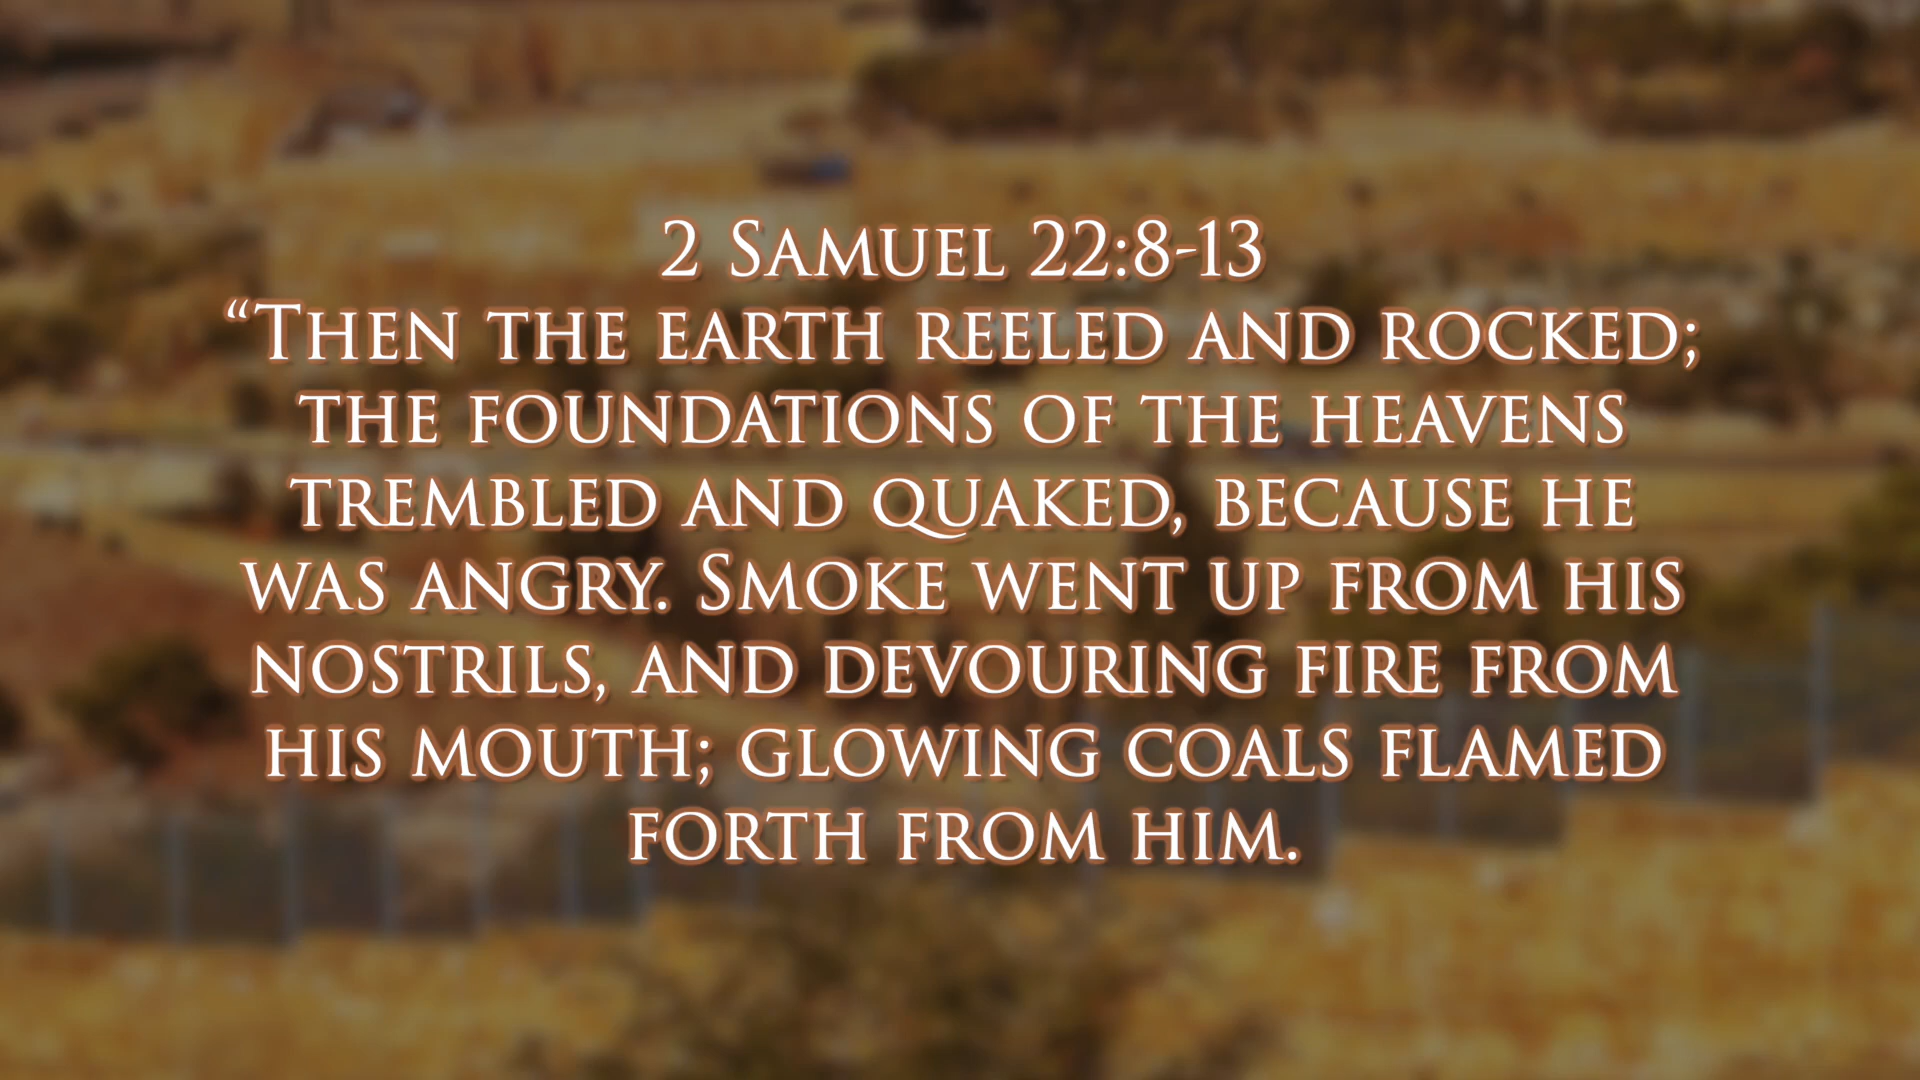 2 Samuel 22:8-13
“Then the earth reeled and rocked;
the foundations of the heavens
trembled and quaked, because he
was angry. Smoke went up from his
nostrils, and devouring fire from
his mouth; glowing coals flamed
forth from him.